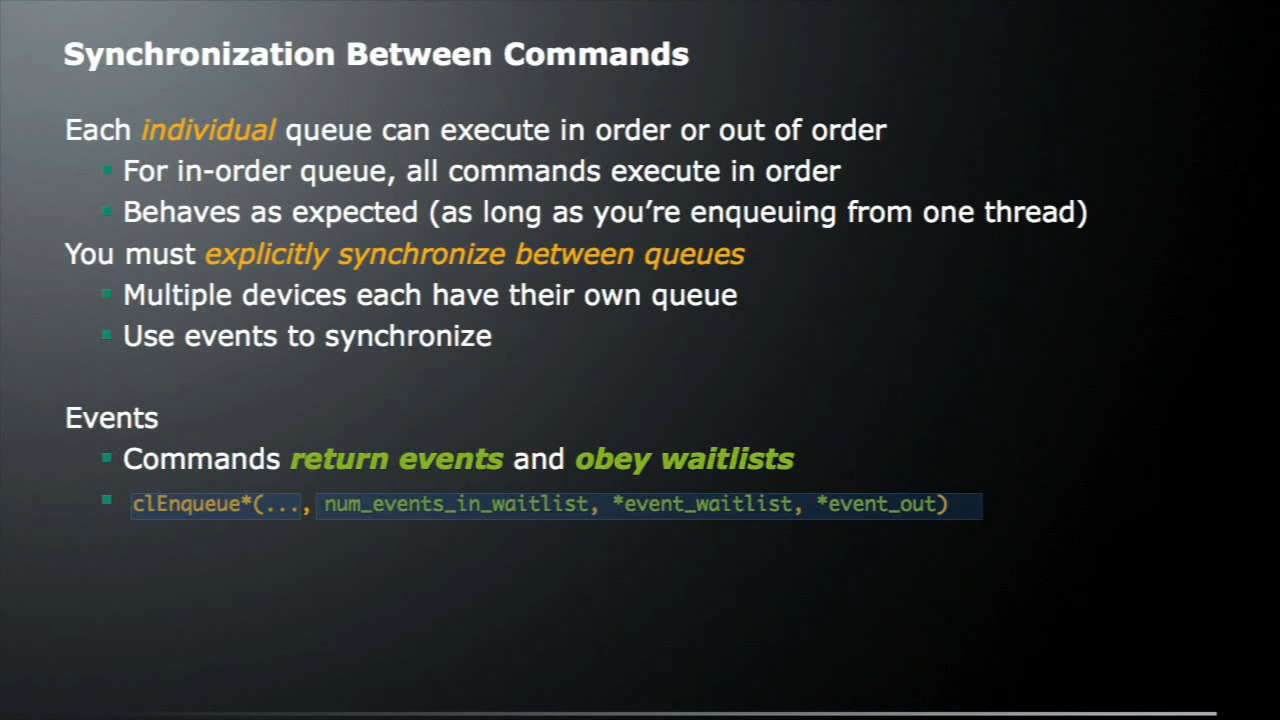 Synchronization Between Commands
Each individual queue can execute in order or out of order
For in-order queue, all commands execute in order
Behaves as expected (as long as you’re enqueuing from one thread)
You must explicitly synchronize between queues
Multiple devices each have their own queue
Use events to synchronize
Events
Commands return events and obey waitlists
clEnqueue*(..., num_events_in_waitlist, *event_waitlist, *event_out)